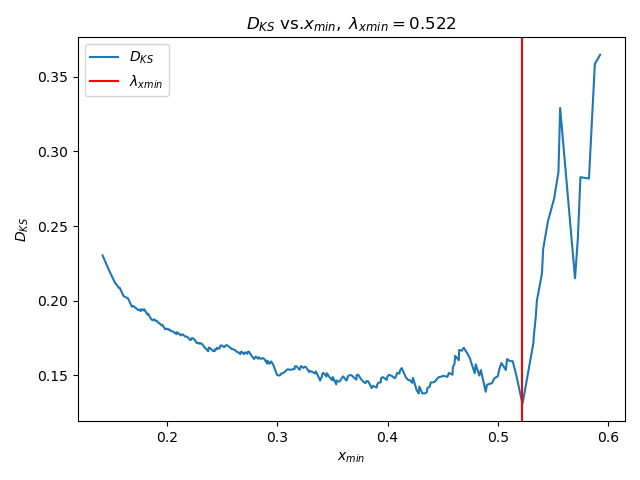 D_KS vs.x_min, λ_xmin = 0.522
D_KS
λ_xmin
0.35
0.30
0.25
0.20
0.15
D_KS
0.2 0.3 0.4 0.5 0.6
x_min